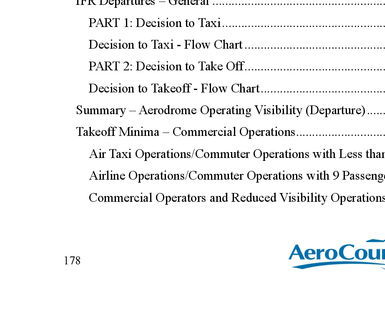 IFR Departures – General ..........................................................
PART 1: Decision to Taxi..........................................................
Decision to Taxi - Flow Chart ..................................................
PART 2: Decision to Take Off..................................................
Decision to Takeoff - Flow Chart.............................................
Summary – Aerodrome Operating Visibility (Departure)......
Takeoff Minima – Commercial Operations............................
Air Taxi Operations/Commuter Operations with Less than
Airline Operations/Commuter Operations with 9 Passenge
Commercial Operators and Reduced Visibility Operations
178
AeroCou